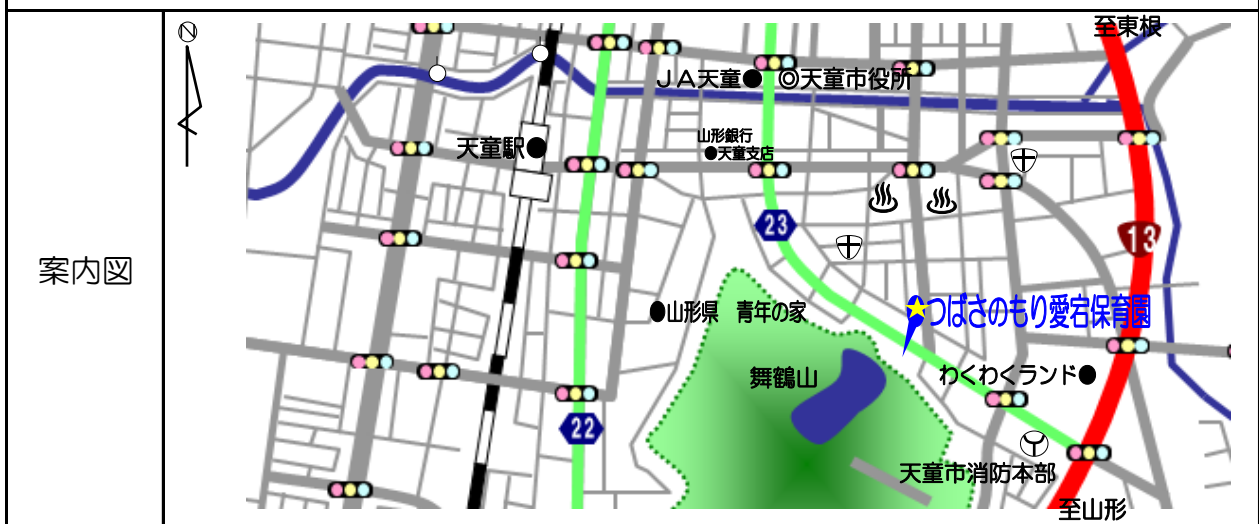 案内図
N
至東根
JA天童 ◎天童市役所
山形銀行
天童支店
天童駅
23
13
山形県 青年の家
つばさのもり愛宕保育園
舞鶴山
わくわくランド
22
天童市消防本部
至山形